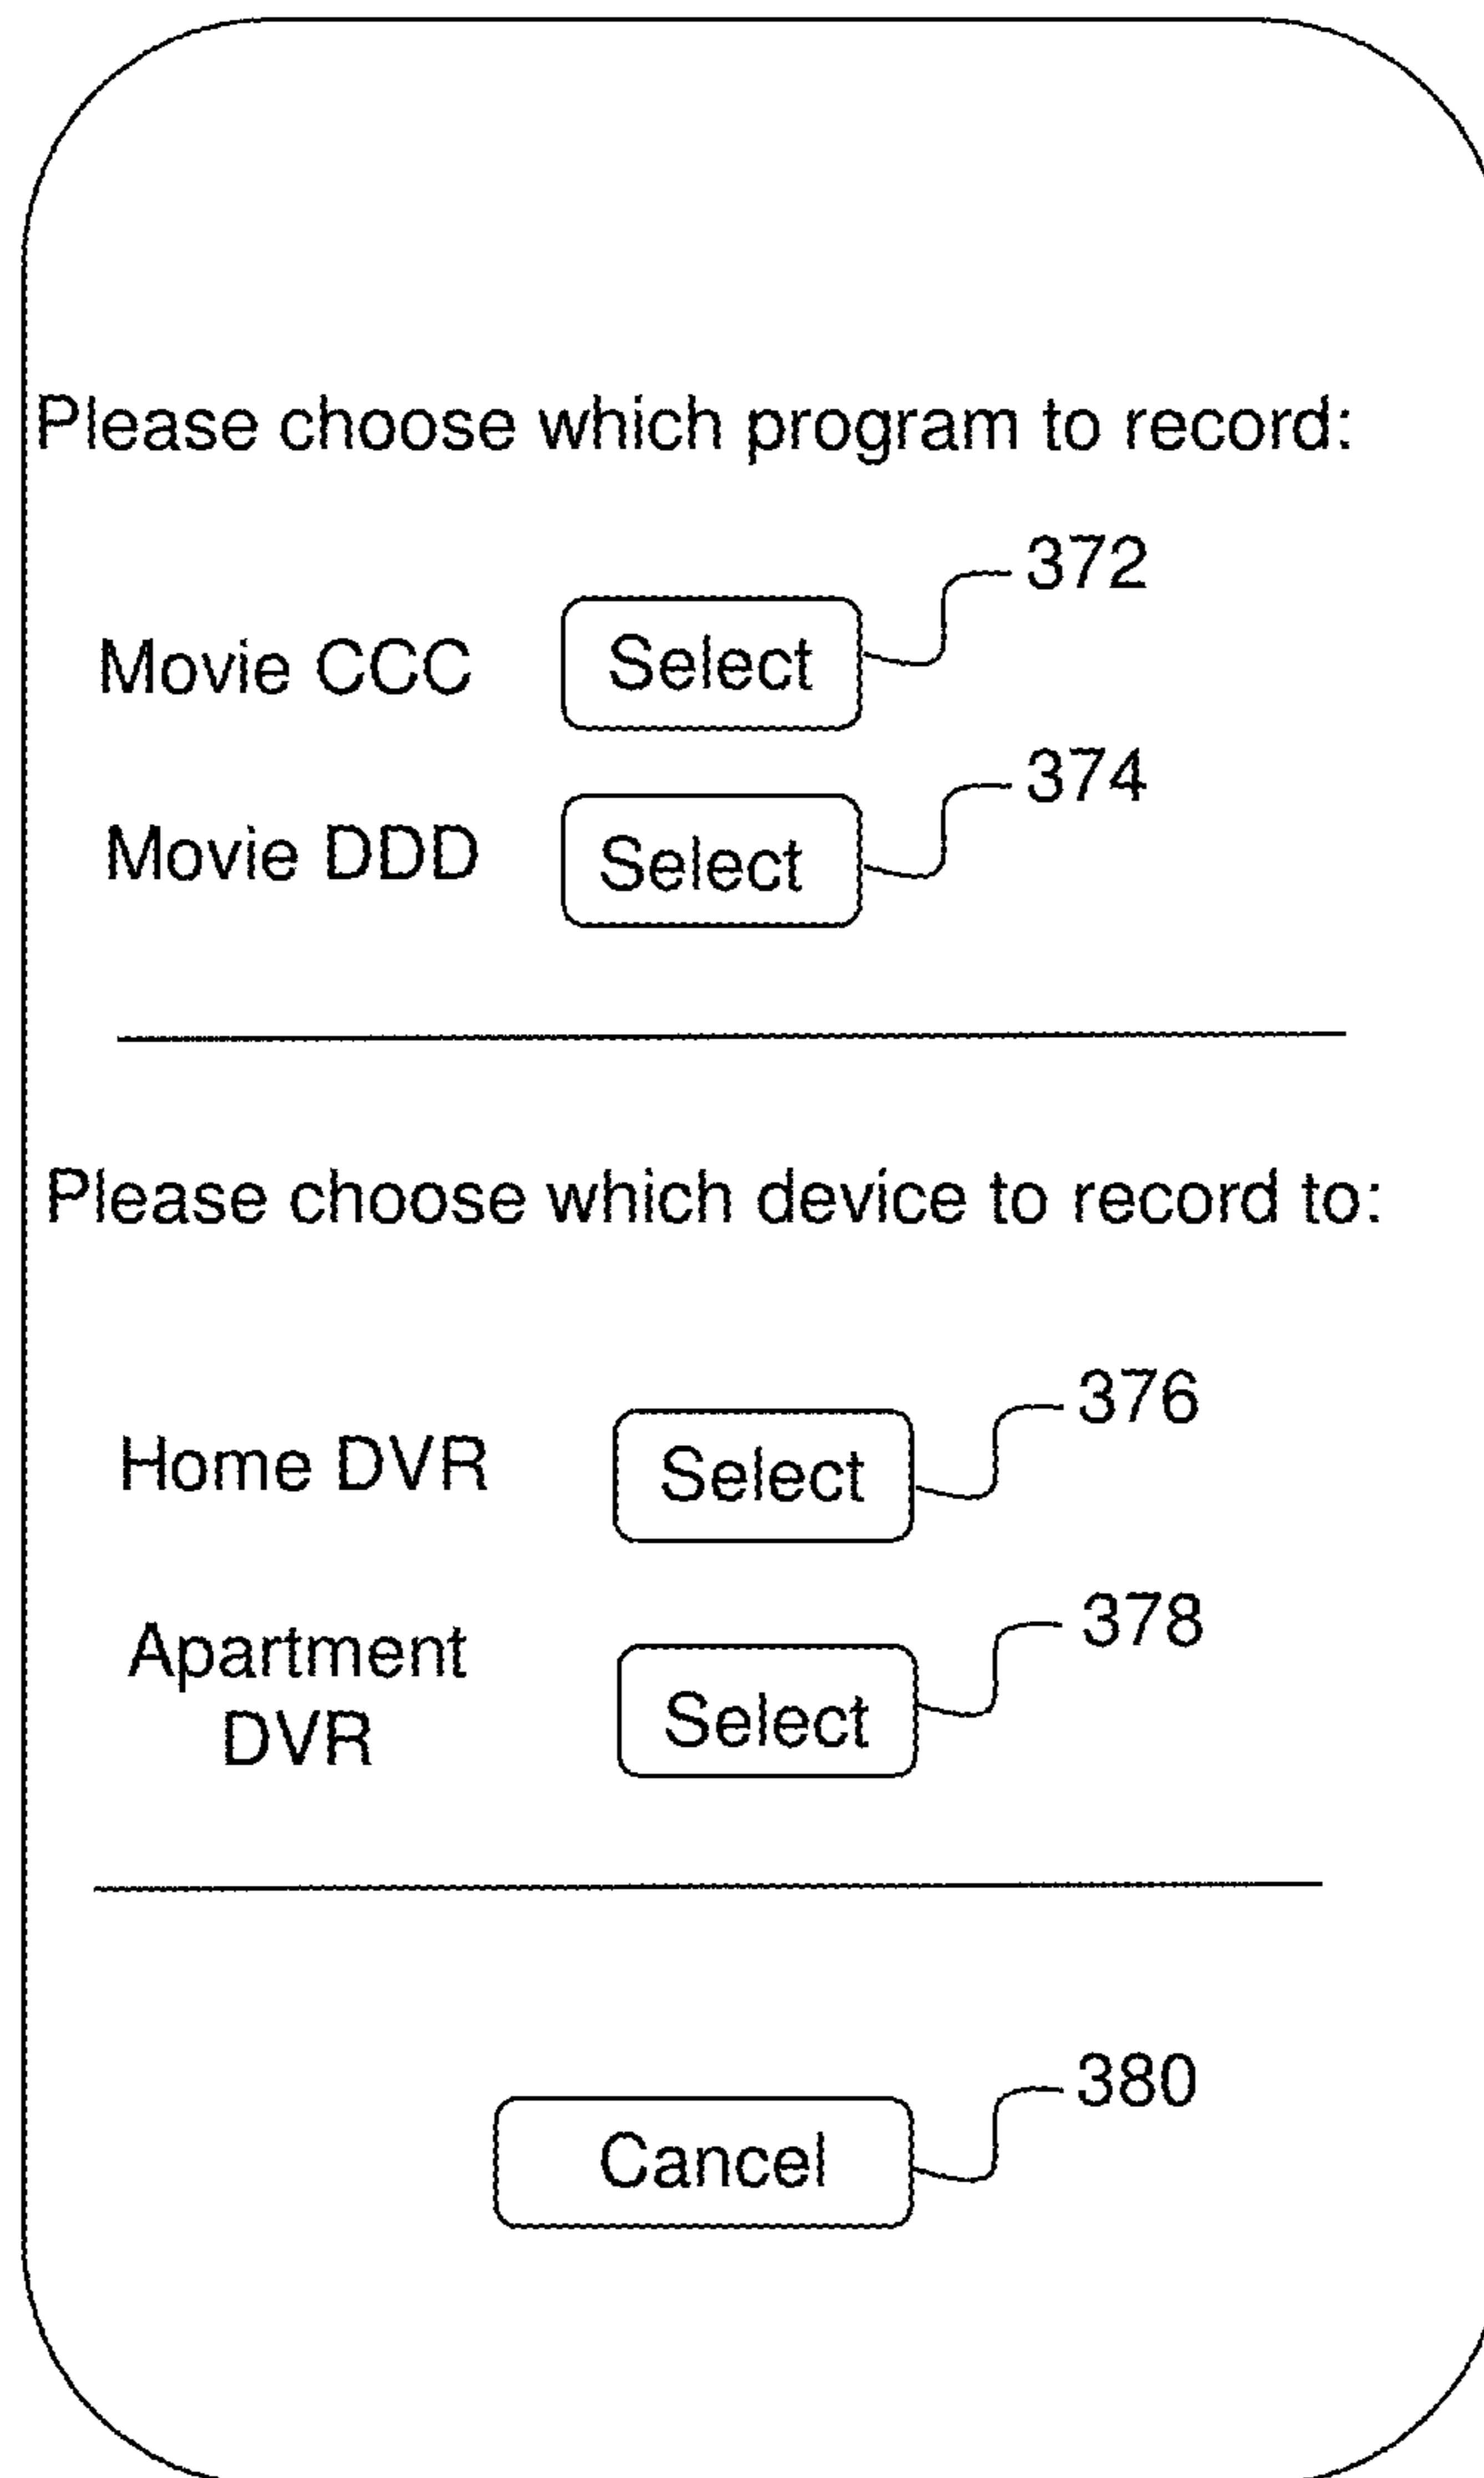 Please choose which program to record:
372
Movie CCC Select
374
Movie DDD Select
Please choose which device to record to:
376
Home DVR Select
378
Apartment
DVR Select
380
Cancel